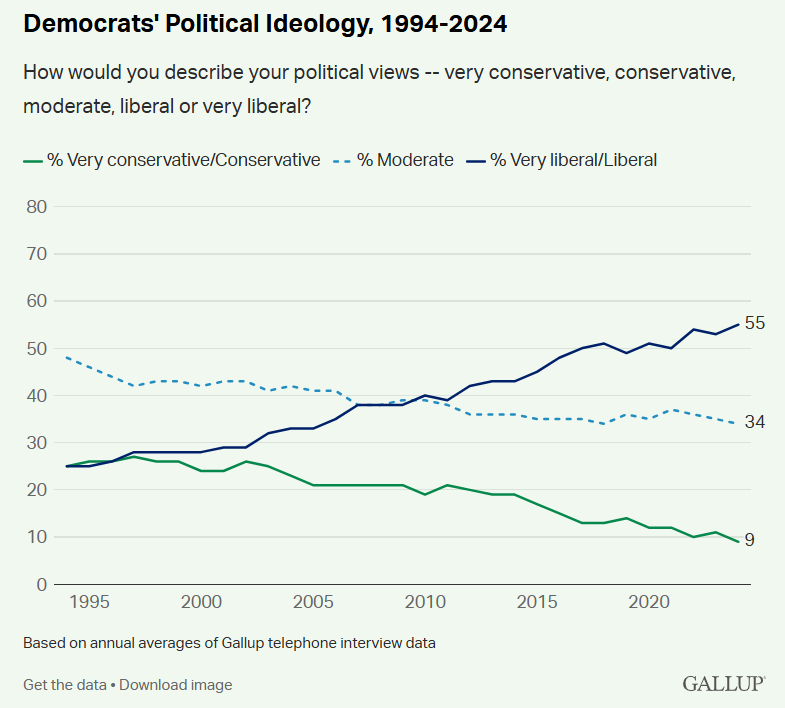 Democrats' Political Ideology, 1994-2024
How would you describe your political views -- very conservative, conservative,
moderate, liberal or very liberal?
% Very conservative/Conservative % Moderate % Very liberal/Liberal
80
70
60
50
40
30
20
10
0
55
34
9
1995 2000 2005 2010 2015 2020
Based on annual averages of Gallup telephone interview data
Get the data • Download image
GALLUP®